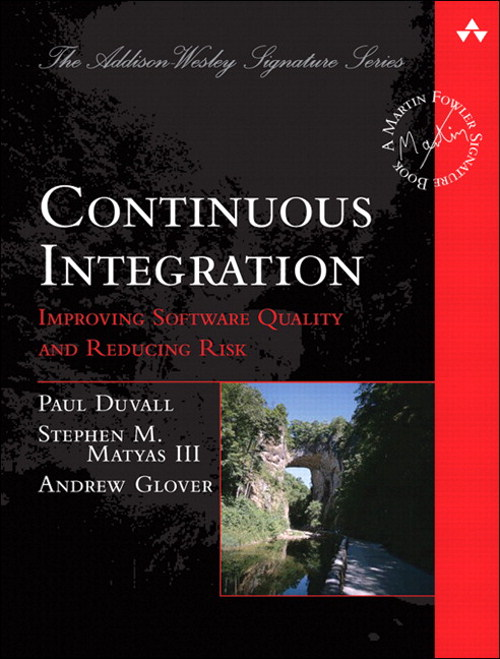 The Addison-Wesley Signature Series
A MARTIN FOWLER SIGNATURE BOOK
Martin
CONTINUOUS
INTEGRATION
IMPROVING SOFTWARE QUALITY
AND REDUCING RISK
PAUL DUVALL
STEPHEN M.
MATYAS III
ANDREW GLOVER